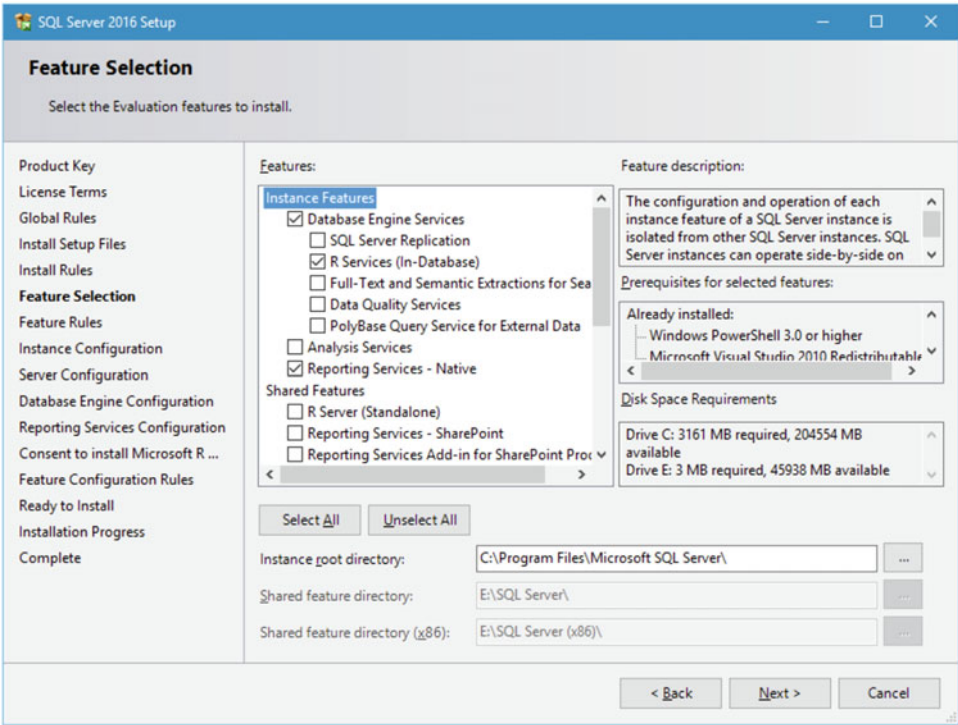 SQL Server 2016 Setup
Feature Selection
Select the Evaluation features to install.
Product Key
License Terms
Global Rules
Install Setup Files
Install Rules
Feature Selection
Feature Rules
Instance Configuration
Server Configuration
Database Engine Configuration
Reporting Services Configuration
Consent to install Microsoft R ...
Feature Configuration Rules
Ready to Install
Installation Progress
Complete
Features:
Instance Features
Database Engine Services
SQL Server Replication
R Services (In-Database)
Full-Text and Semantic Extractions for Sea
Data Quality Services
PolyBase Query Service for External Data
Analysis Services
Reporting Services - Native
Shared Features
R Server (Standalone)
Reporting Services - SharePoint
Reporting Services Add-in for SharePoint Proc
Feature description:
The configuration and operation of each
instance feature of a SQL Server instance is
isolated from other SQL Server instances. SQL
Server instances can operate side-by-side on
Prerequisites for selected features:
Already installed:
Windows PowerShell 3.0 or higher
Microsoft Visual Studio 2010 Redistributable
Disk Space Requirements
Drive C: 3161 MB required, 204554 MB
available
Drive E: 3 MB required, 45938 MB available
Select All
Unselect All
Instance root directory:
C:\Program Files\Microsoft SQL Server\
...
Shared feature directory:
E:\SQL Server\
...
Shared feature directory (x86):
E:\SQL Server (x86)\
...
< Back
Next >
Cancel